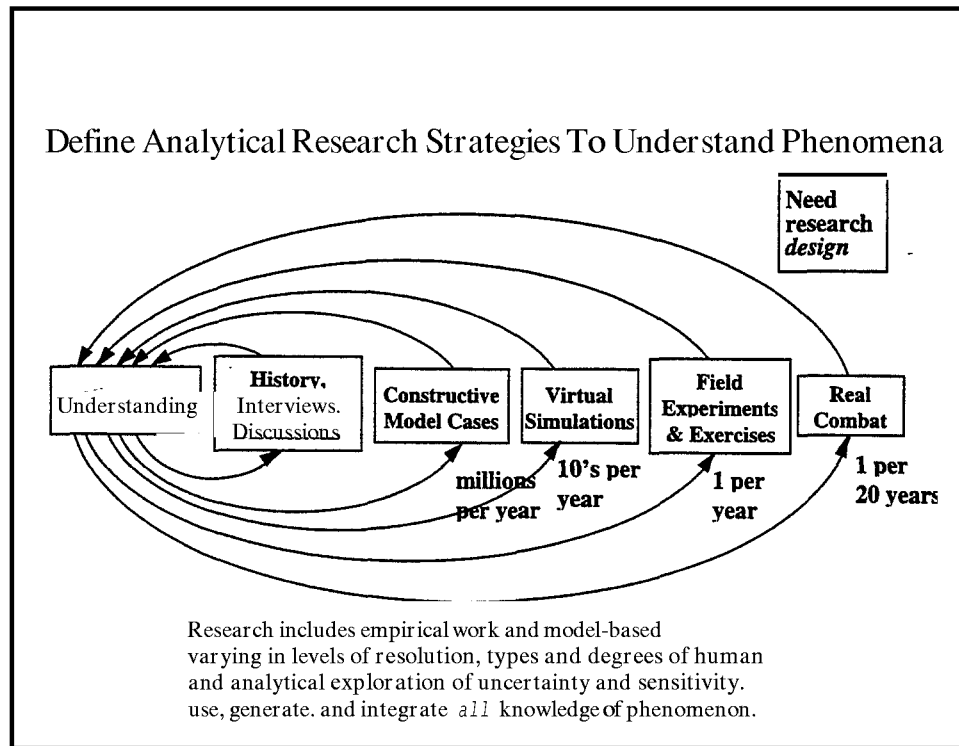 Define Analytical Research Strategies To Understand Phenomena
Need
research
design
Understanding
History,
Interviews.
Discussions
Constructive
Model Cases
Virtual
Simulations
Field
Experiments
& Exercises
Real
Combat
millions
per year
10's per
year
1 per
year
1 per
20 years
Research includes empirical work and model-based
varying in levels of resolution, types and degrees of human
and analytical exploration of uncertainty and sensitivity.
use, generate. and integrate all knowledge of phenomenon.